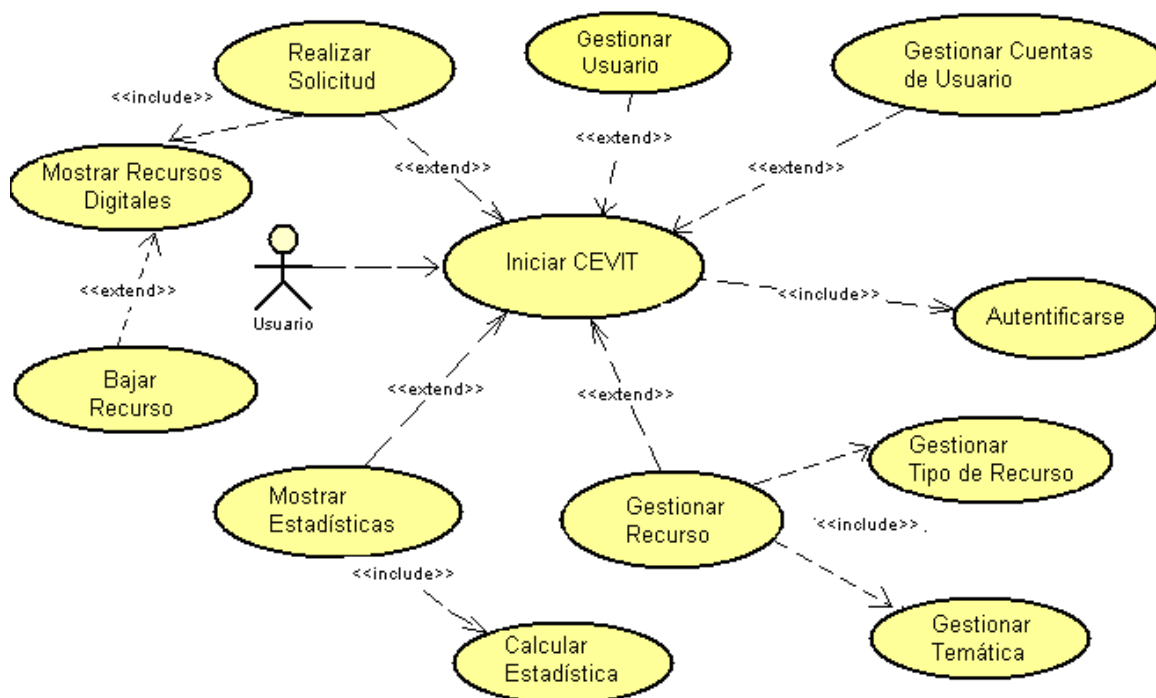 Realizar
Solicitud
Gestionar
Usuario
Gestionar Cuentas
de Usuario
<<include>>
<<extend>>
<<extend>>
<<extend>>
Mostrar Recursos
Digitales
Iniciar CEVIT
<<extend>>
Usuario
<<include>>
Autentificarse
Bajar
Recurso
<<extend>>
<<extend>>
Gestionar
Tipo de Recurso
Mostrar
Estadísticas
Gestionar
Recurso
<<include>>
<<include>>
Calcular
Estadística
Gestionar
Temática